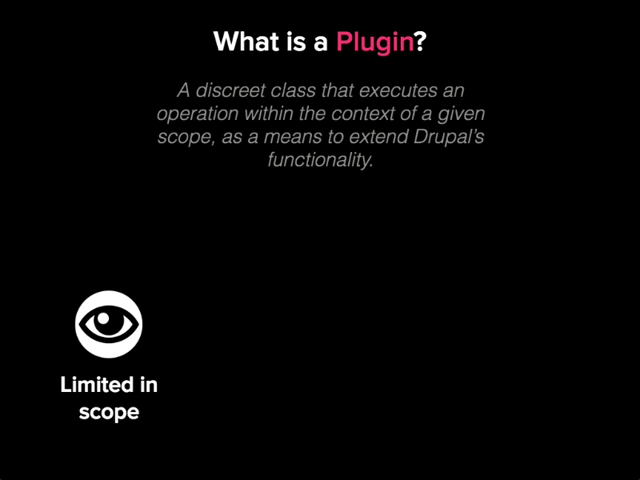 What is a Plugin?
A discreet class that executes an
operation within the context of a given
scope, as a means to extend Drupal's
functionality.
Limited in
scope